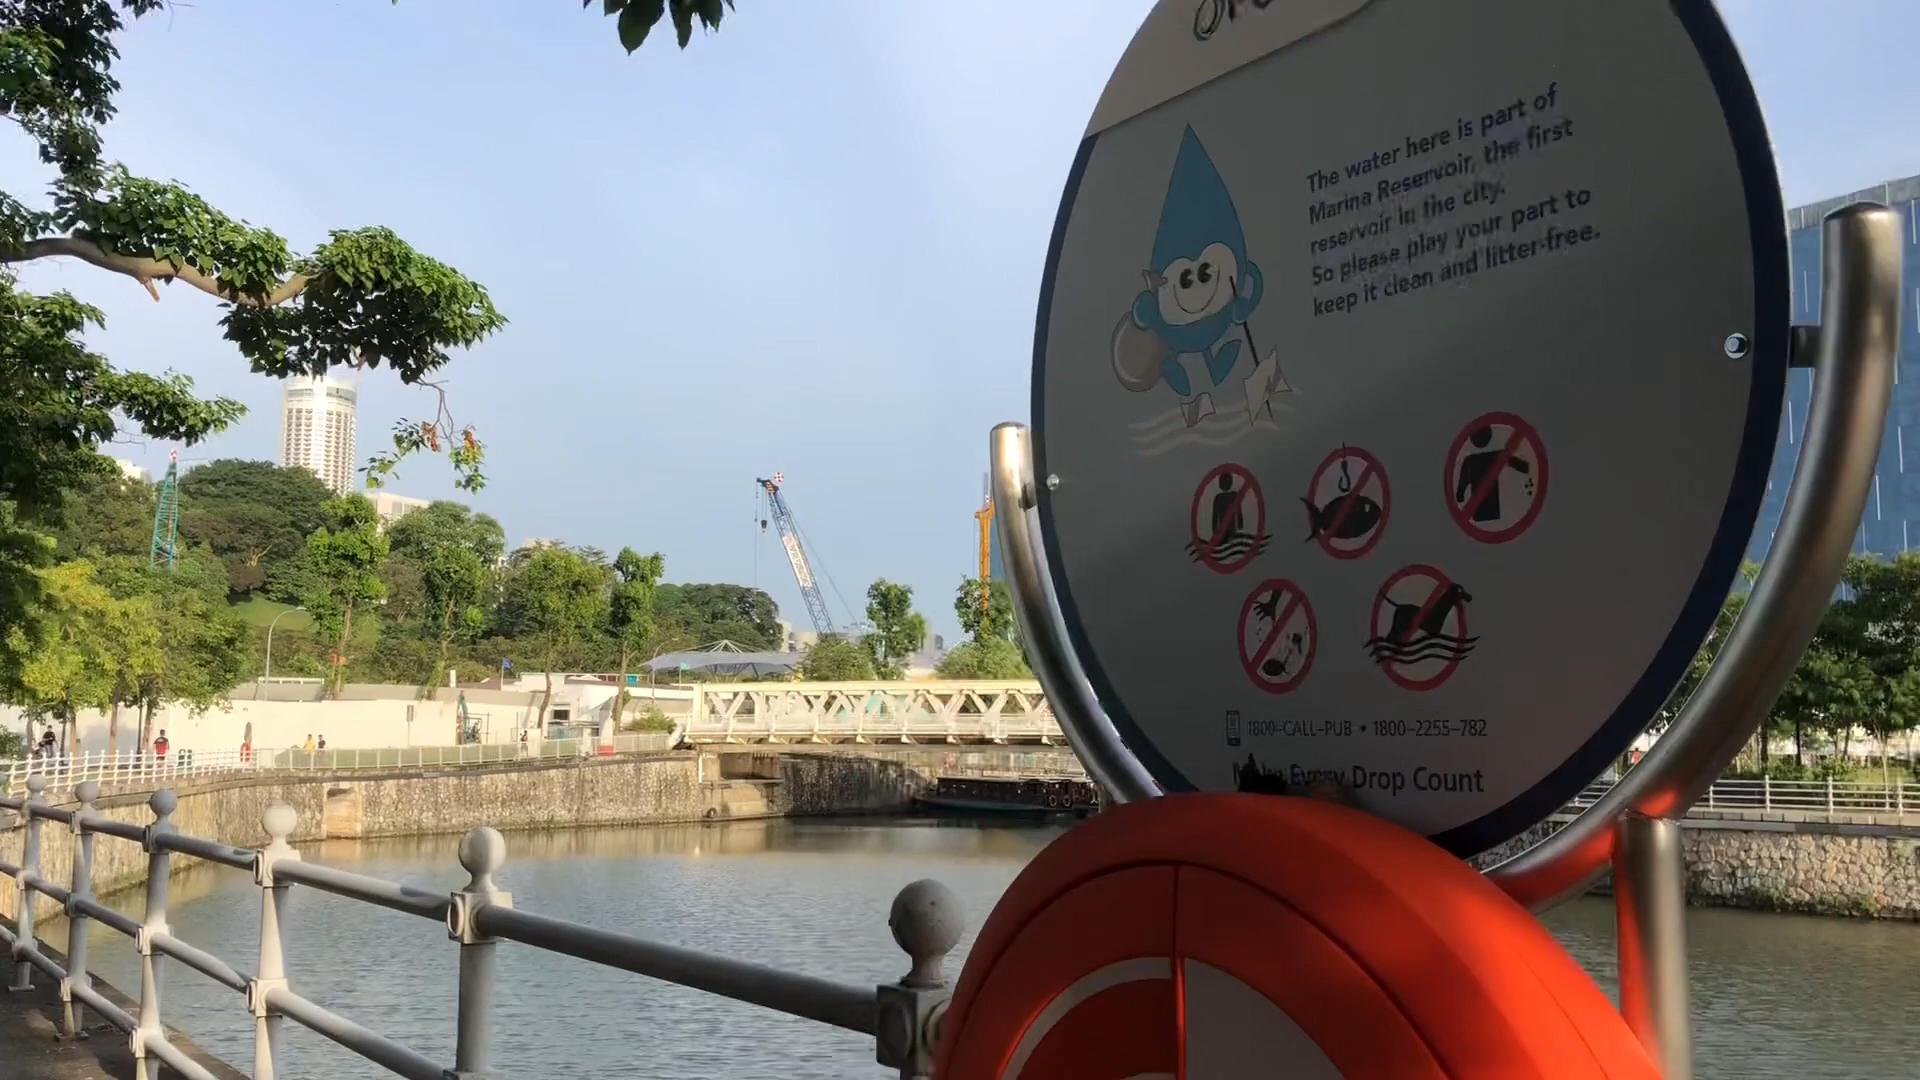 The water here is part of
Marina Reservoir, the first
reservoir in the city.
So please play your part to
keep it clean and litter-free.
1800-CALL-PUB • 1800-2255-782
Every Drop Count